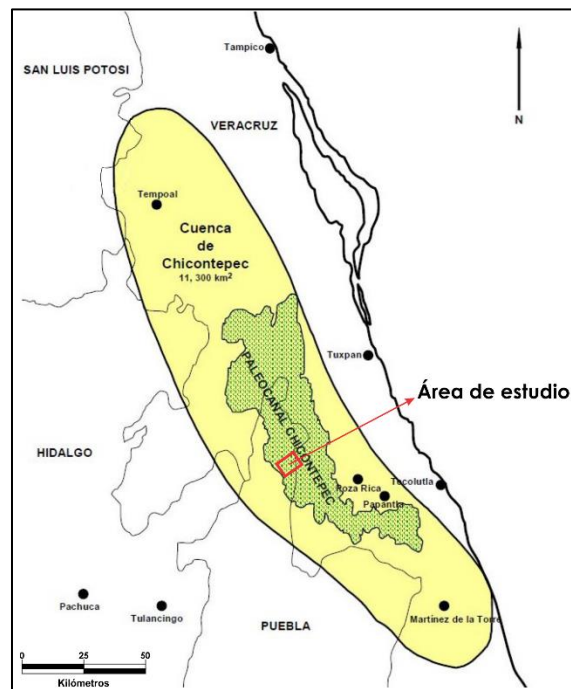 Tampico
SAN LUIS POTOSI
VERACRUZ
N
Tempoal
Cuenca
de
Chicontepec
11, 300 km²
Tuxpan
PALEOCANAL CHICONTEPEC
Área de estudio
HIDALGO
Poza Rica
Tecolutla
Papantla
Pachuca
Tulancingo
PUEBLA
Martínez de la Torre
0 25 50
Kilómetros